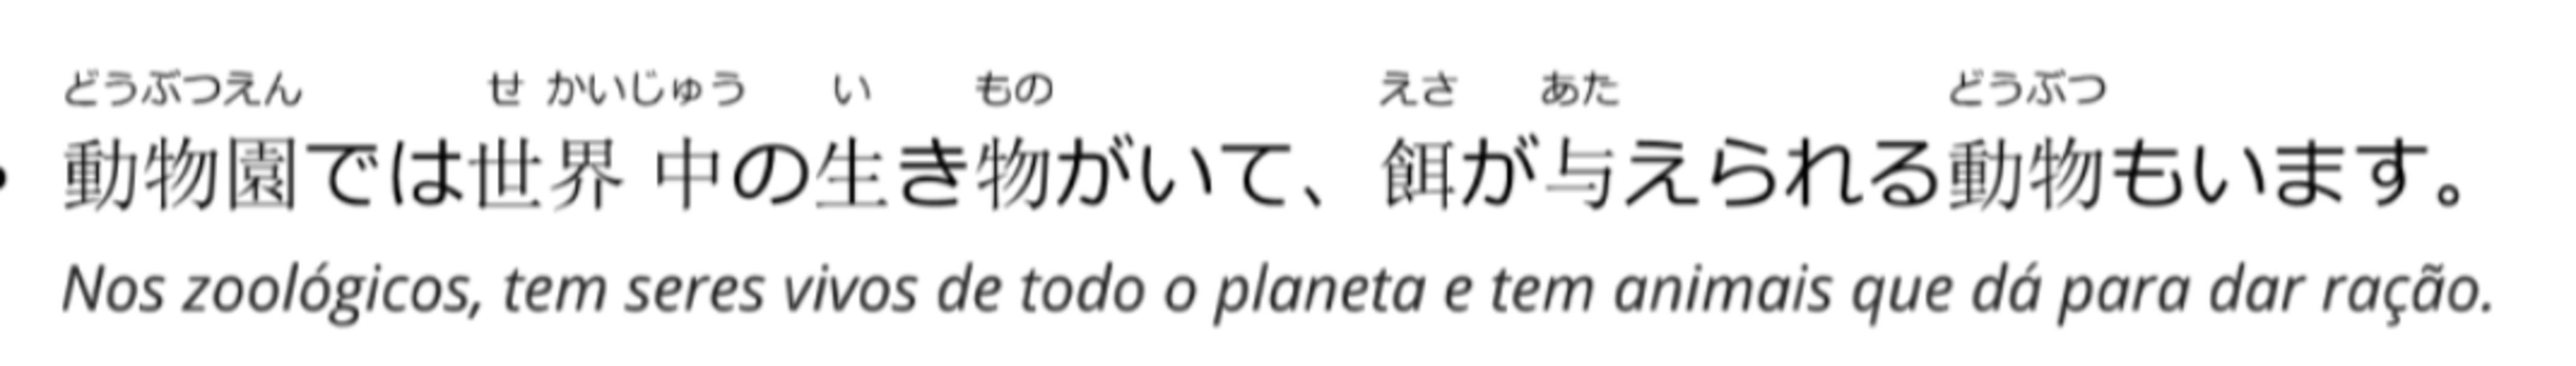 どうぶつえん せ かいじゅう い もの えさ あた どうぶつ
動物園では世界中の生き物がいて、餌が与えられる動物もいます。
Nos zoológicos, tem seres vivos de todo o planeta e tem animais que dá para dar ração.